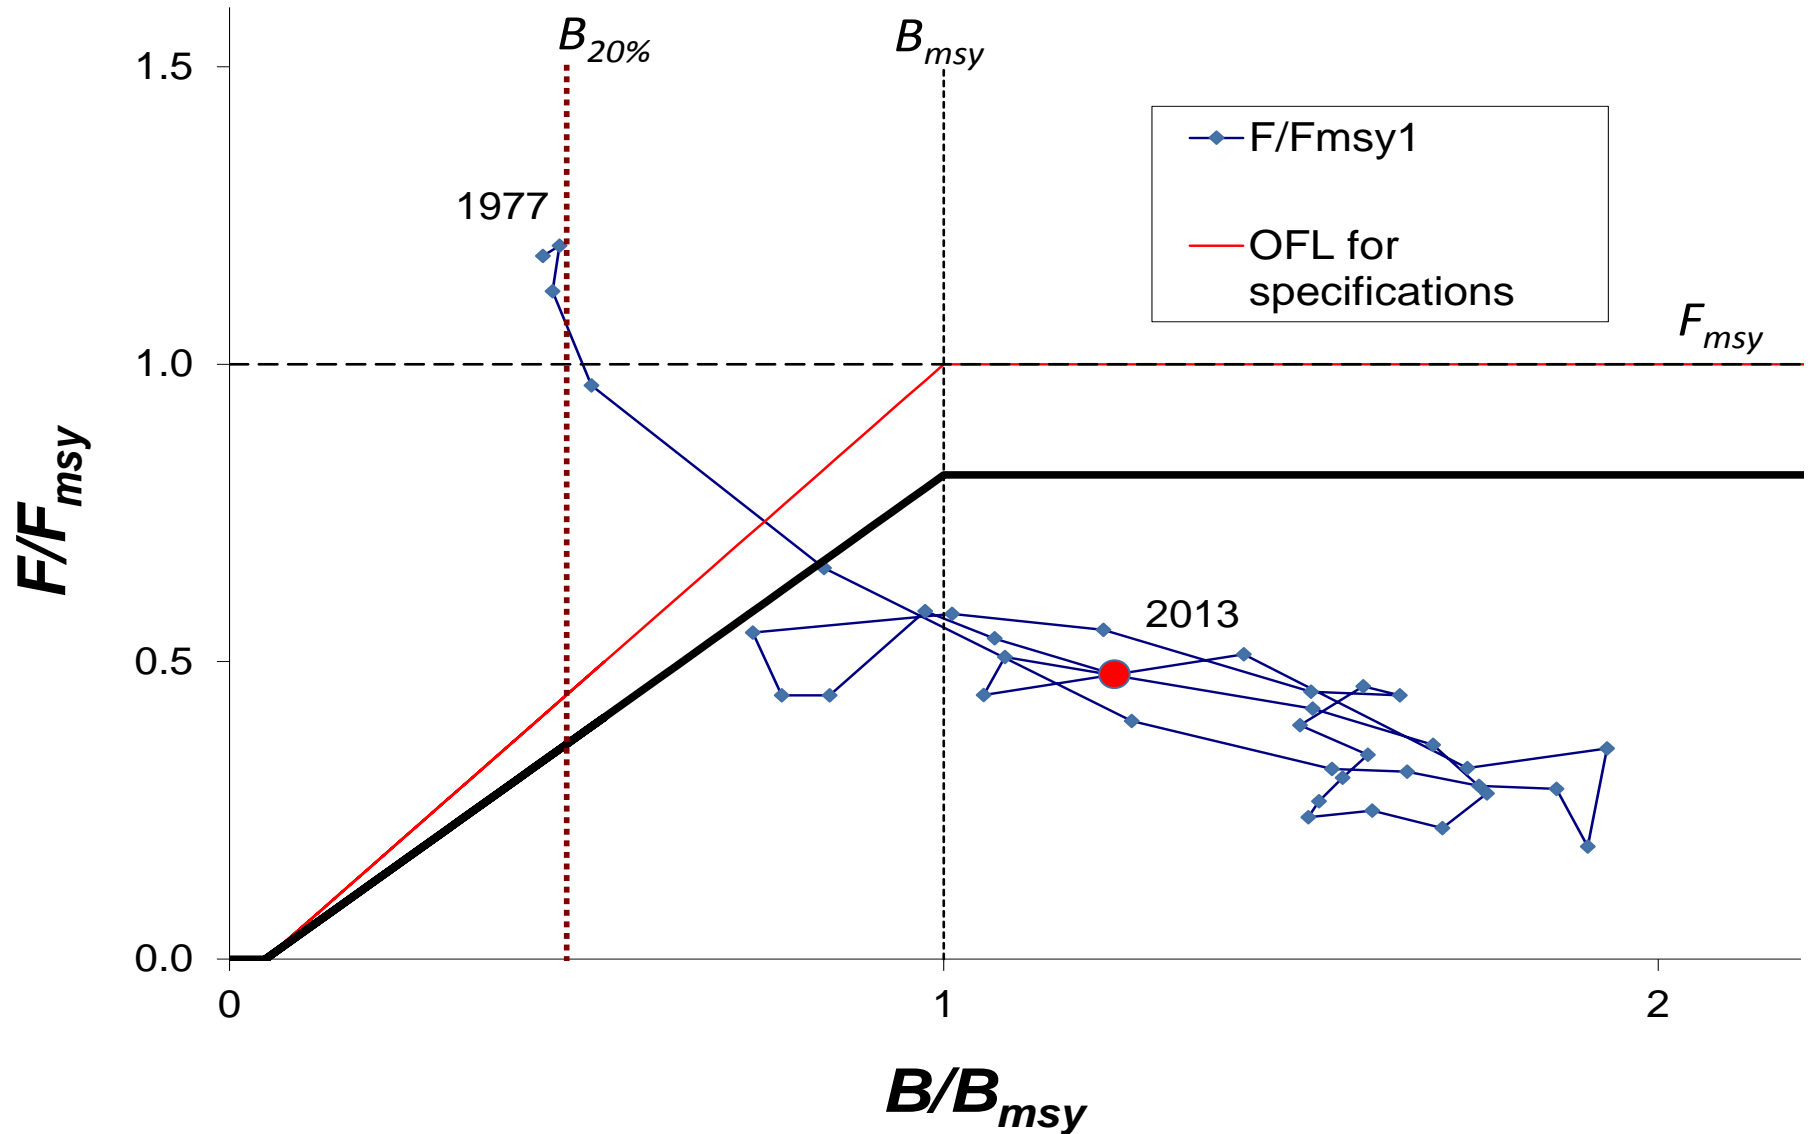 B20%
Bmsy
1.5
F/Fmsy1
1977
OFL for
specifications
Fmsy
1.0
F/Fmsy
2013
0.5
0.0
0
1
2
B/Bmsy